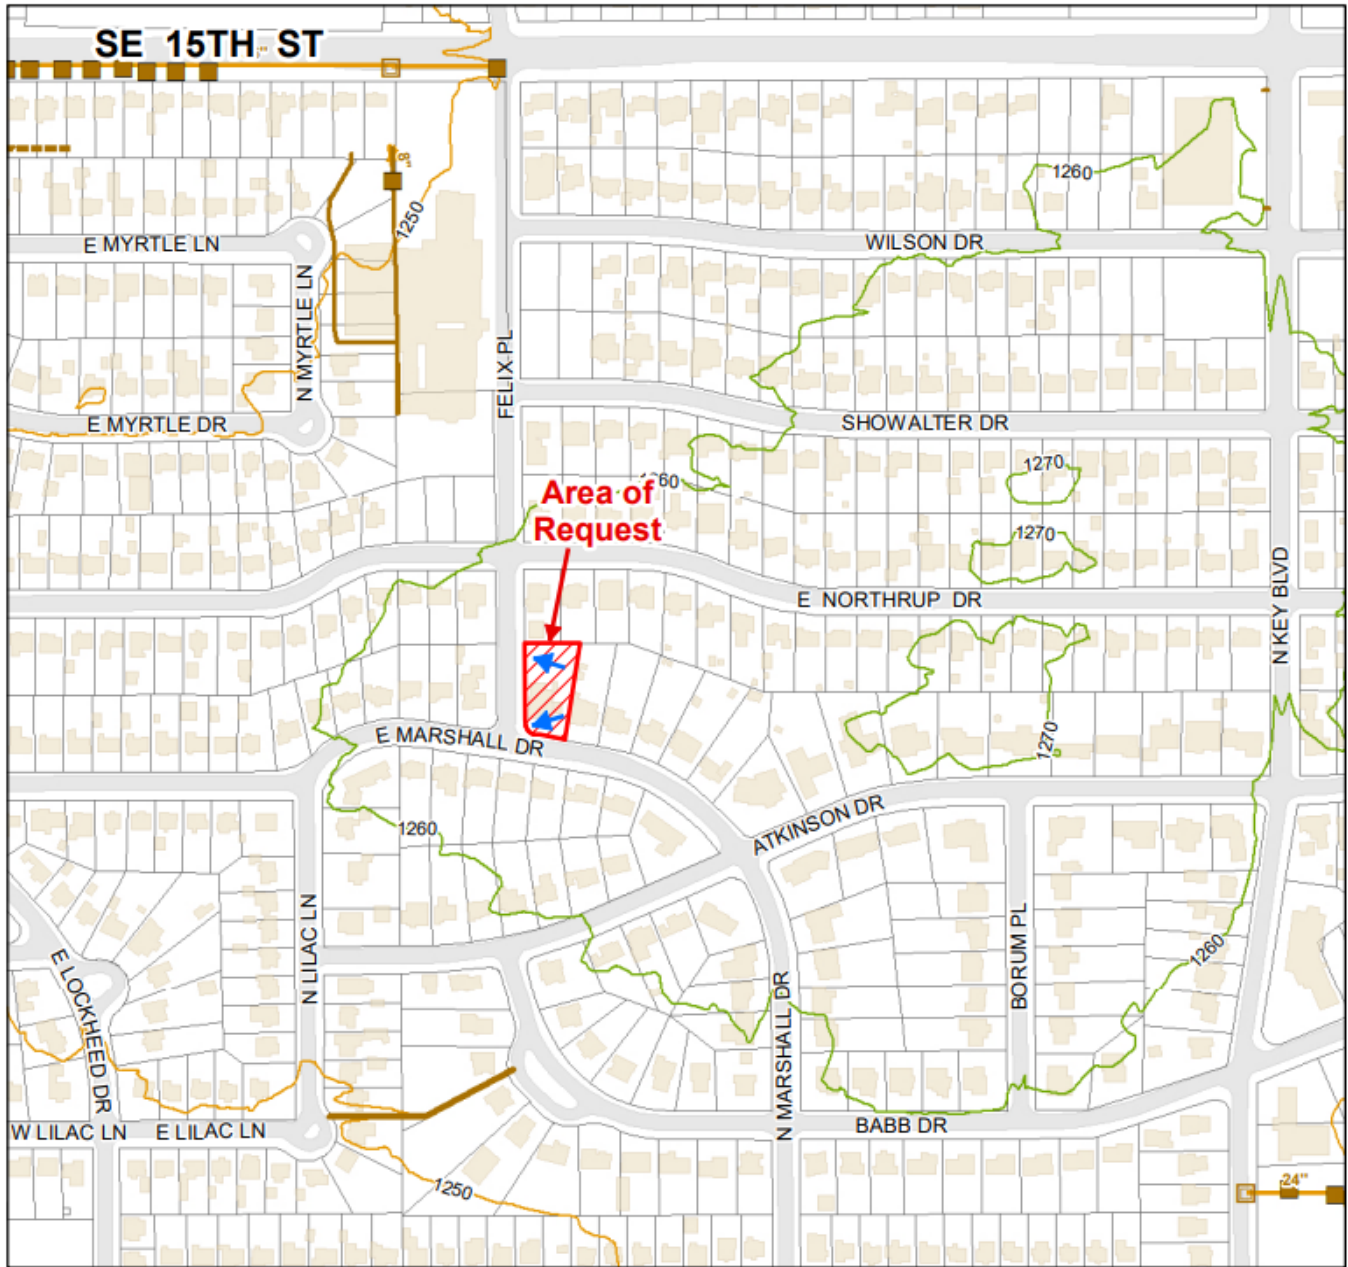 SE 15TH ST
8"
1260
1250
E MYRTLE LN
WILSON DR
N MYRTLE LN
FELIX PL
E MYRTLE DR
SHOWALTER DR
1270
1260
Area of
Request
1270
N KEY BLVD
E NORTHRUP DR
E MARSHALL DR
1270
ATKINSON DR
1260
N LILAC LN
BORUM PL
1260
E LOCKHEED DR
N MARSHALL DR
W LILAC LN
E LILAC LN
BABB DR
1250
24"